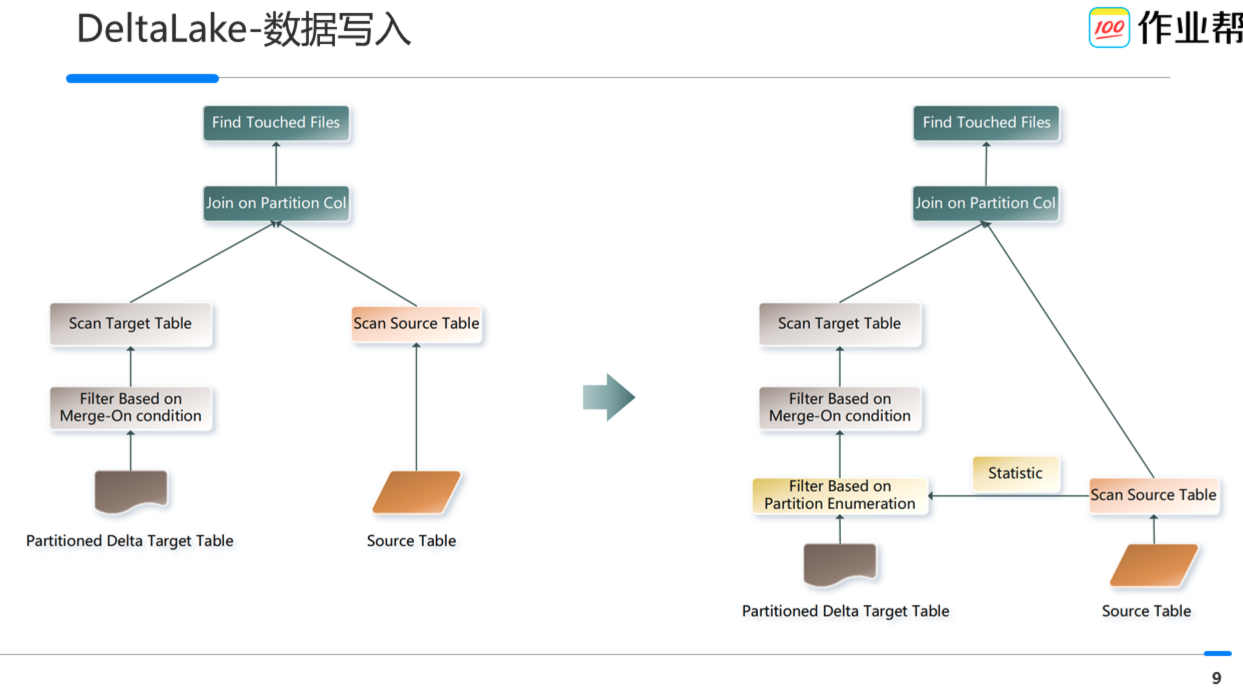 DeltaLake-数据写入
100 作业帮
Find Touched Files
Join on Partition Col
Scan Target Table
Scan Source Table
Filter Based on
Merge-On condition
Partitioned Delta Target Table
Source Table
Find Touched Files
Join on Partition Col
Scan Target Table
Filter Based on
Merge-On condition
Statistic
Filter Based on
Partition Enumeration
Scan Source Table
Partitioned Delta Target Table
Source Table
9